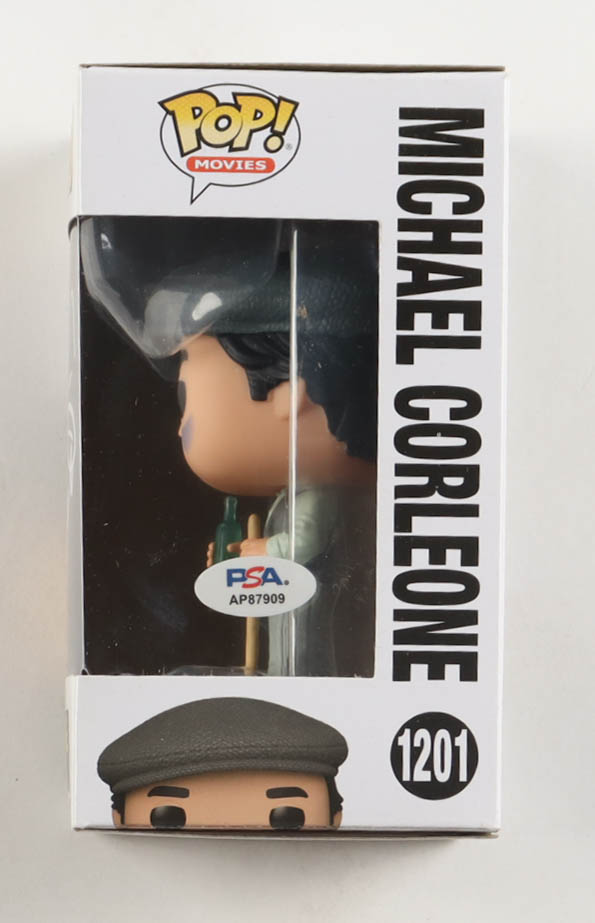 POP!
MOVIES
MICHAEL CORLEONE
1201
PSA.
AP87909